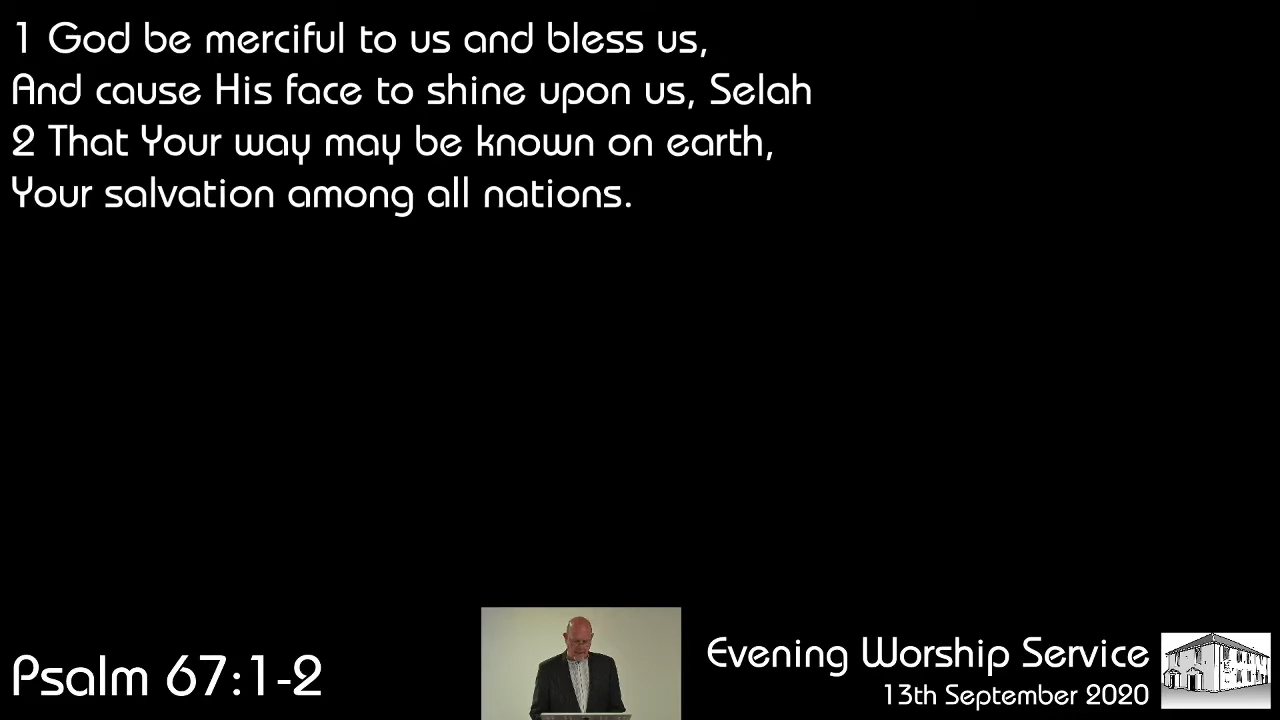 1 God be merciful to us and bless us,
And cause His face to shine upon us, Selah
2 That Your way may be known on earth,
Your salvation among all nations.
Psalm 67:1-2
Evening Worship Service
13th September 2020